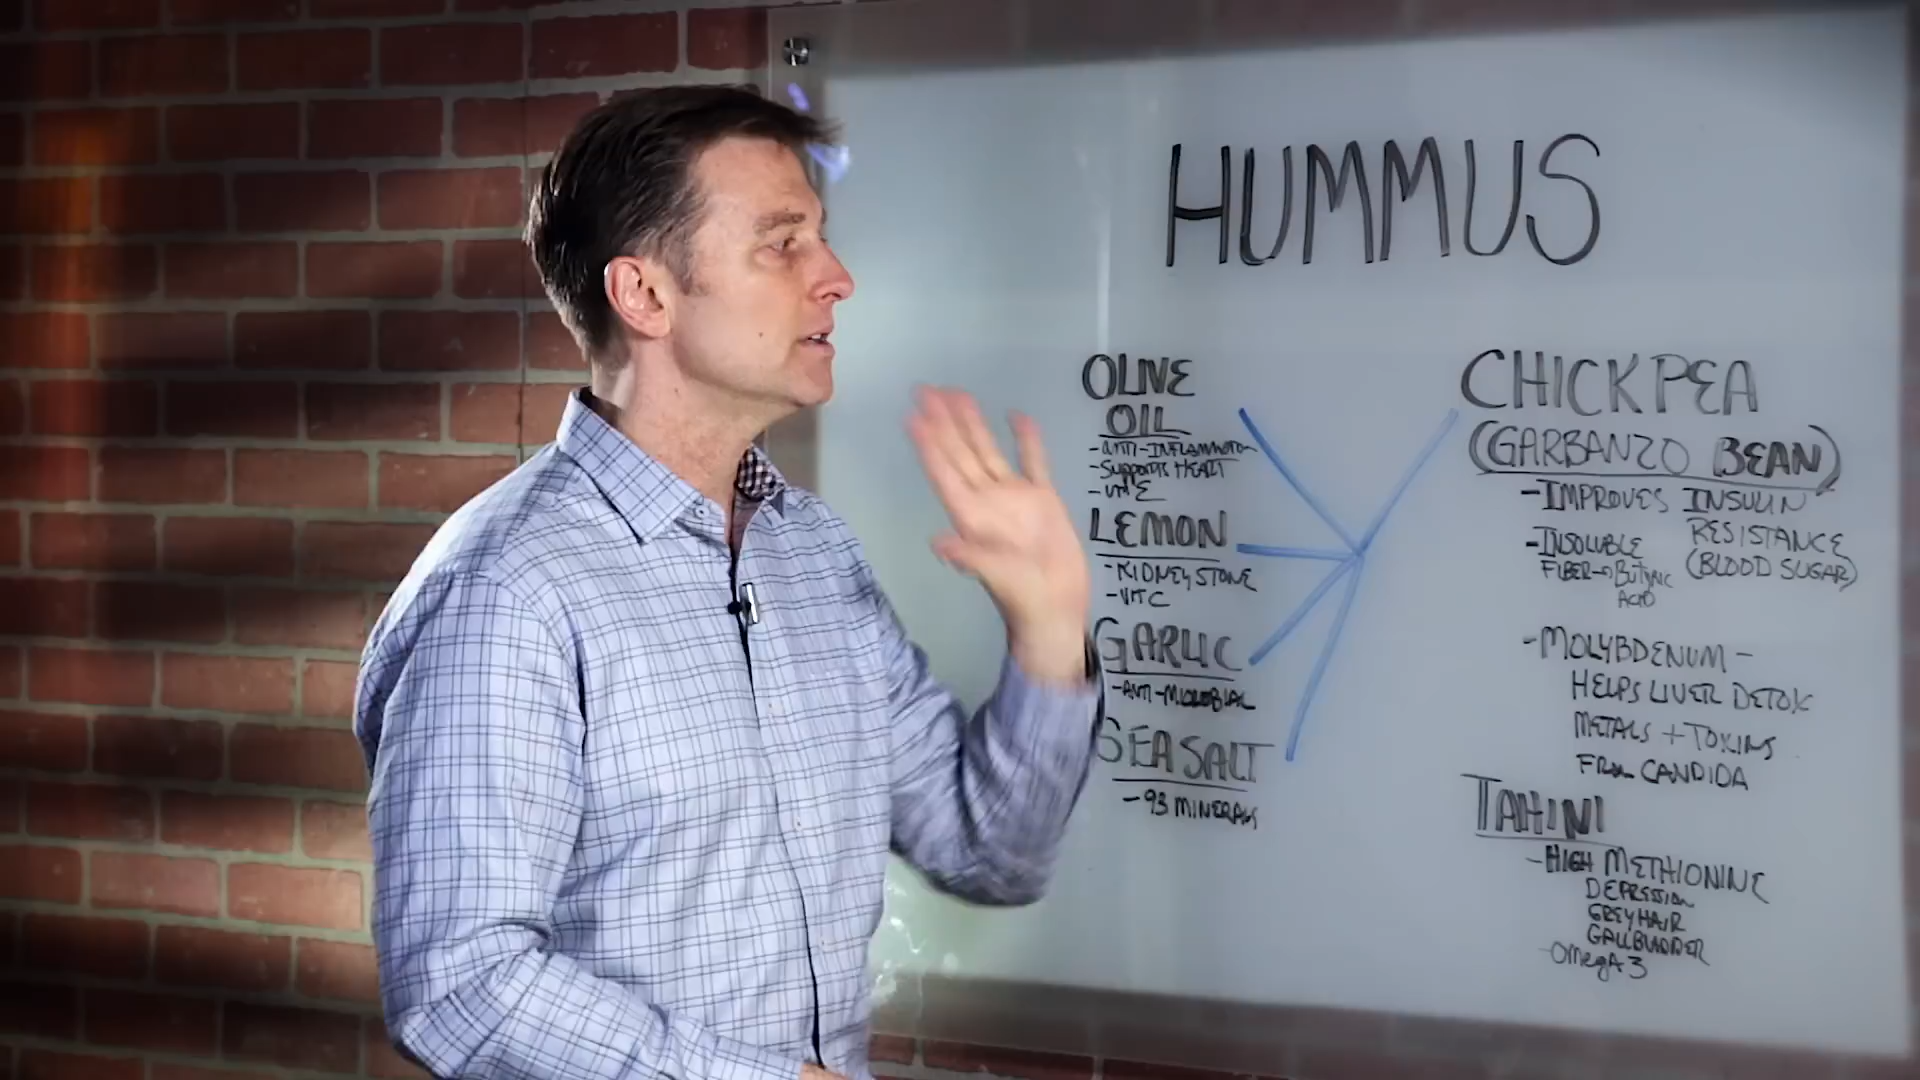 HUMMUS
OLIVE
OIL
-ANTI-INFLAMMATION
-SUPPORTS HEART
-VIT E
LEMON
-KIDNEY STONE
-VIT C
GARLIC
-ANTI-MICROBIAL
SEA SALT
-93 MINERALS
CHICKPEA
(GARBANZO BEAN)
-IMPROVES INSULIN
RESISTANCE
(BLOOD SUGAR)
-INSOLUBLE
FIBER→BUTYRIC
ACID
-MOLYBDENUM-
HELPS LIVER DETOX
METALS + TOXINS
FROM CANDIDA
TAHINI
-HIGH METHIONINE
DEPRESSION
GREY HAIR
GALLBLADDER
-OMEGA 3